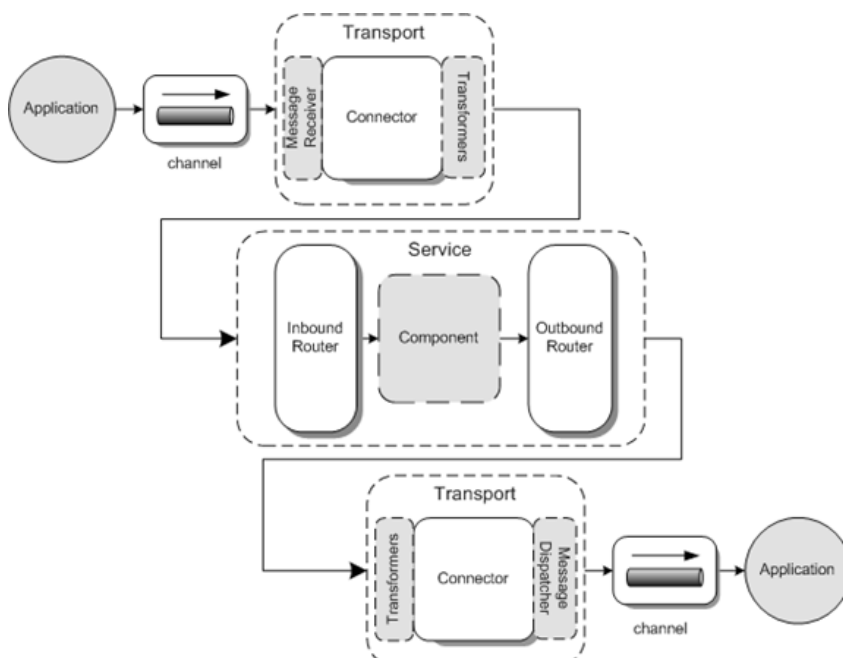 Transport
Application
channel
Message
Receiver
Connector
Transformers
Service
Inbound
Router
Component
Outbound
Router
Transport
Transformers
Connector
Message
Dispatcher
channel
Application